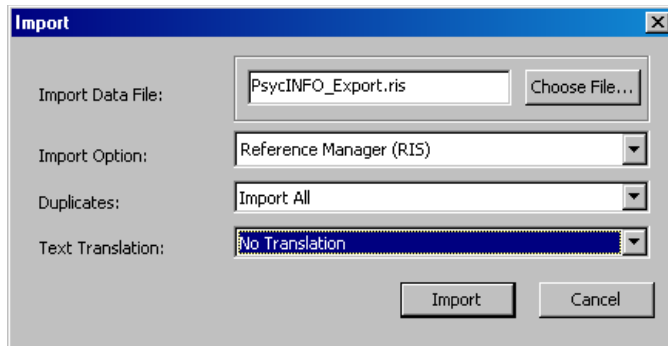 Import
Import Data File: PsycINFO_Export.ris Choose File...
Import Option: Reference Manager (RIS)
Duplicates: Import All
Text Translation: No Translation
Import Cancel